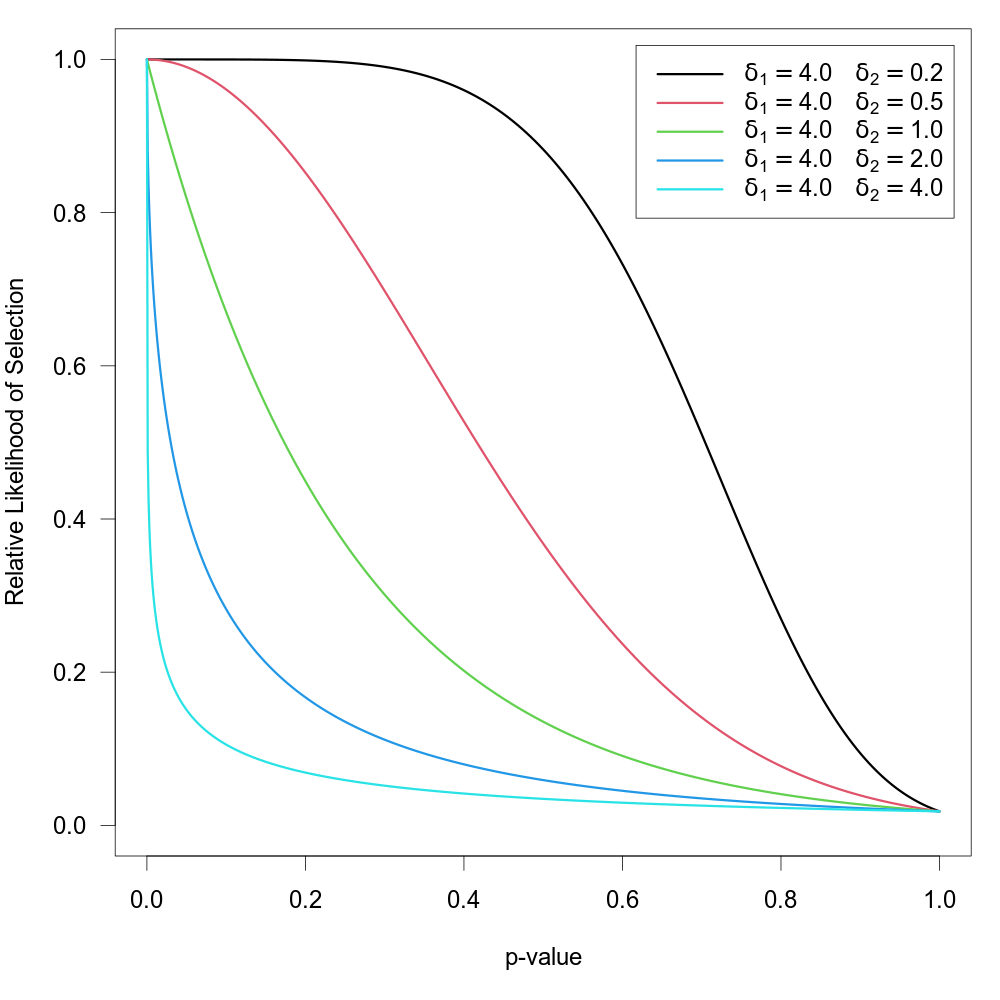 δ1 = 4.0 δ2 = 0.2
δ1 = 4.0 δ2 = 0.5
δ1 = 4.0 δ2 = 1.0
δ1 = 4.0 δ2 = 2.0
δ1 = 4.0 δ2 = 4.0
1.0
0.8
0.6
0.4
0.2
0.0
Relative Likelihood of Selection
0.0 0.2 0.4 0.6 0.8 1.0
p-value